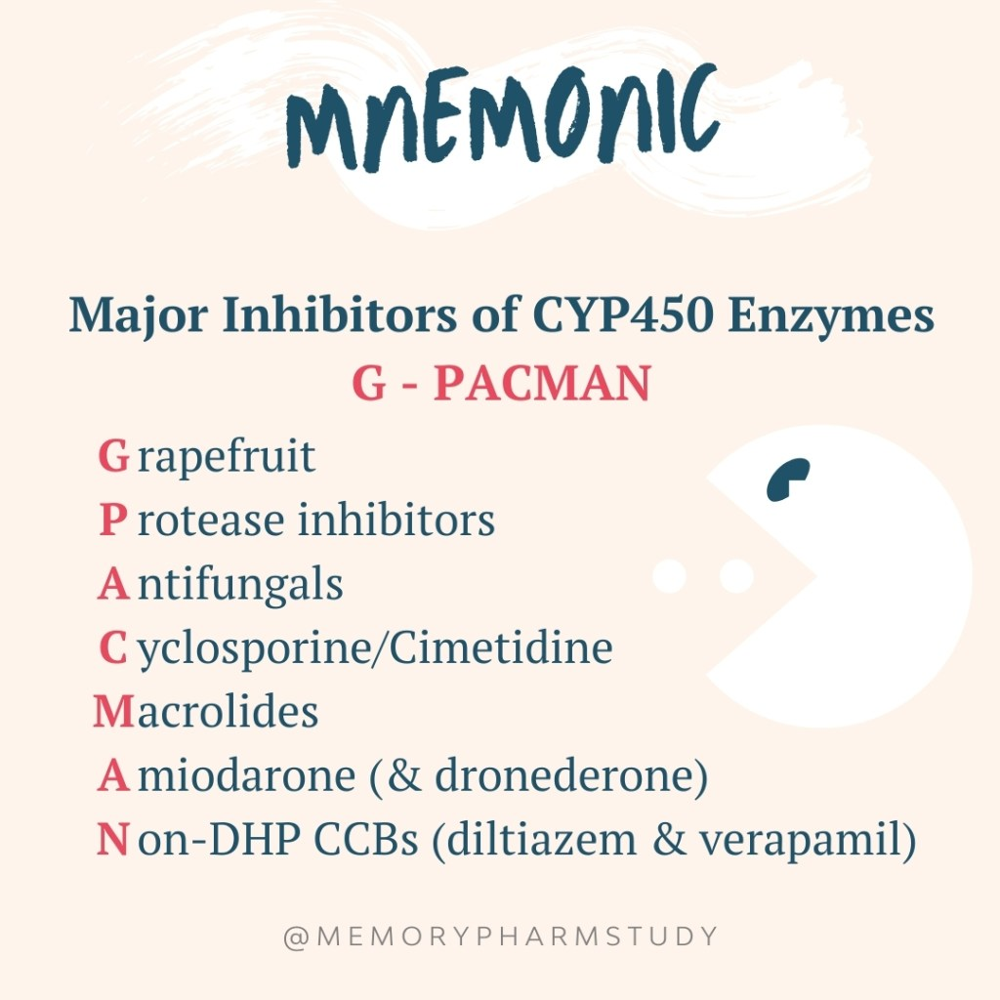 MNEMONIC
Major Inhibitors of CYP450 Enzymes
G - PACMAN
Grapefruit
Protease inhibitors
Antifungals
Cyclosporine/Cimetidine
Macrolides
Amiodarone (& dronederone)
Non-DHP CCBs (diltiazem & verapamil)
@MEMORYPHARMSTUDY